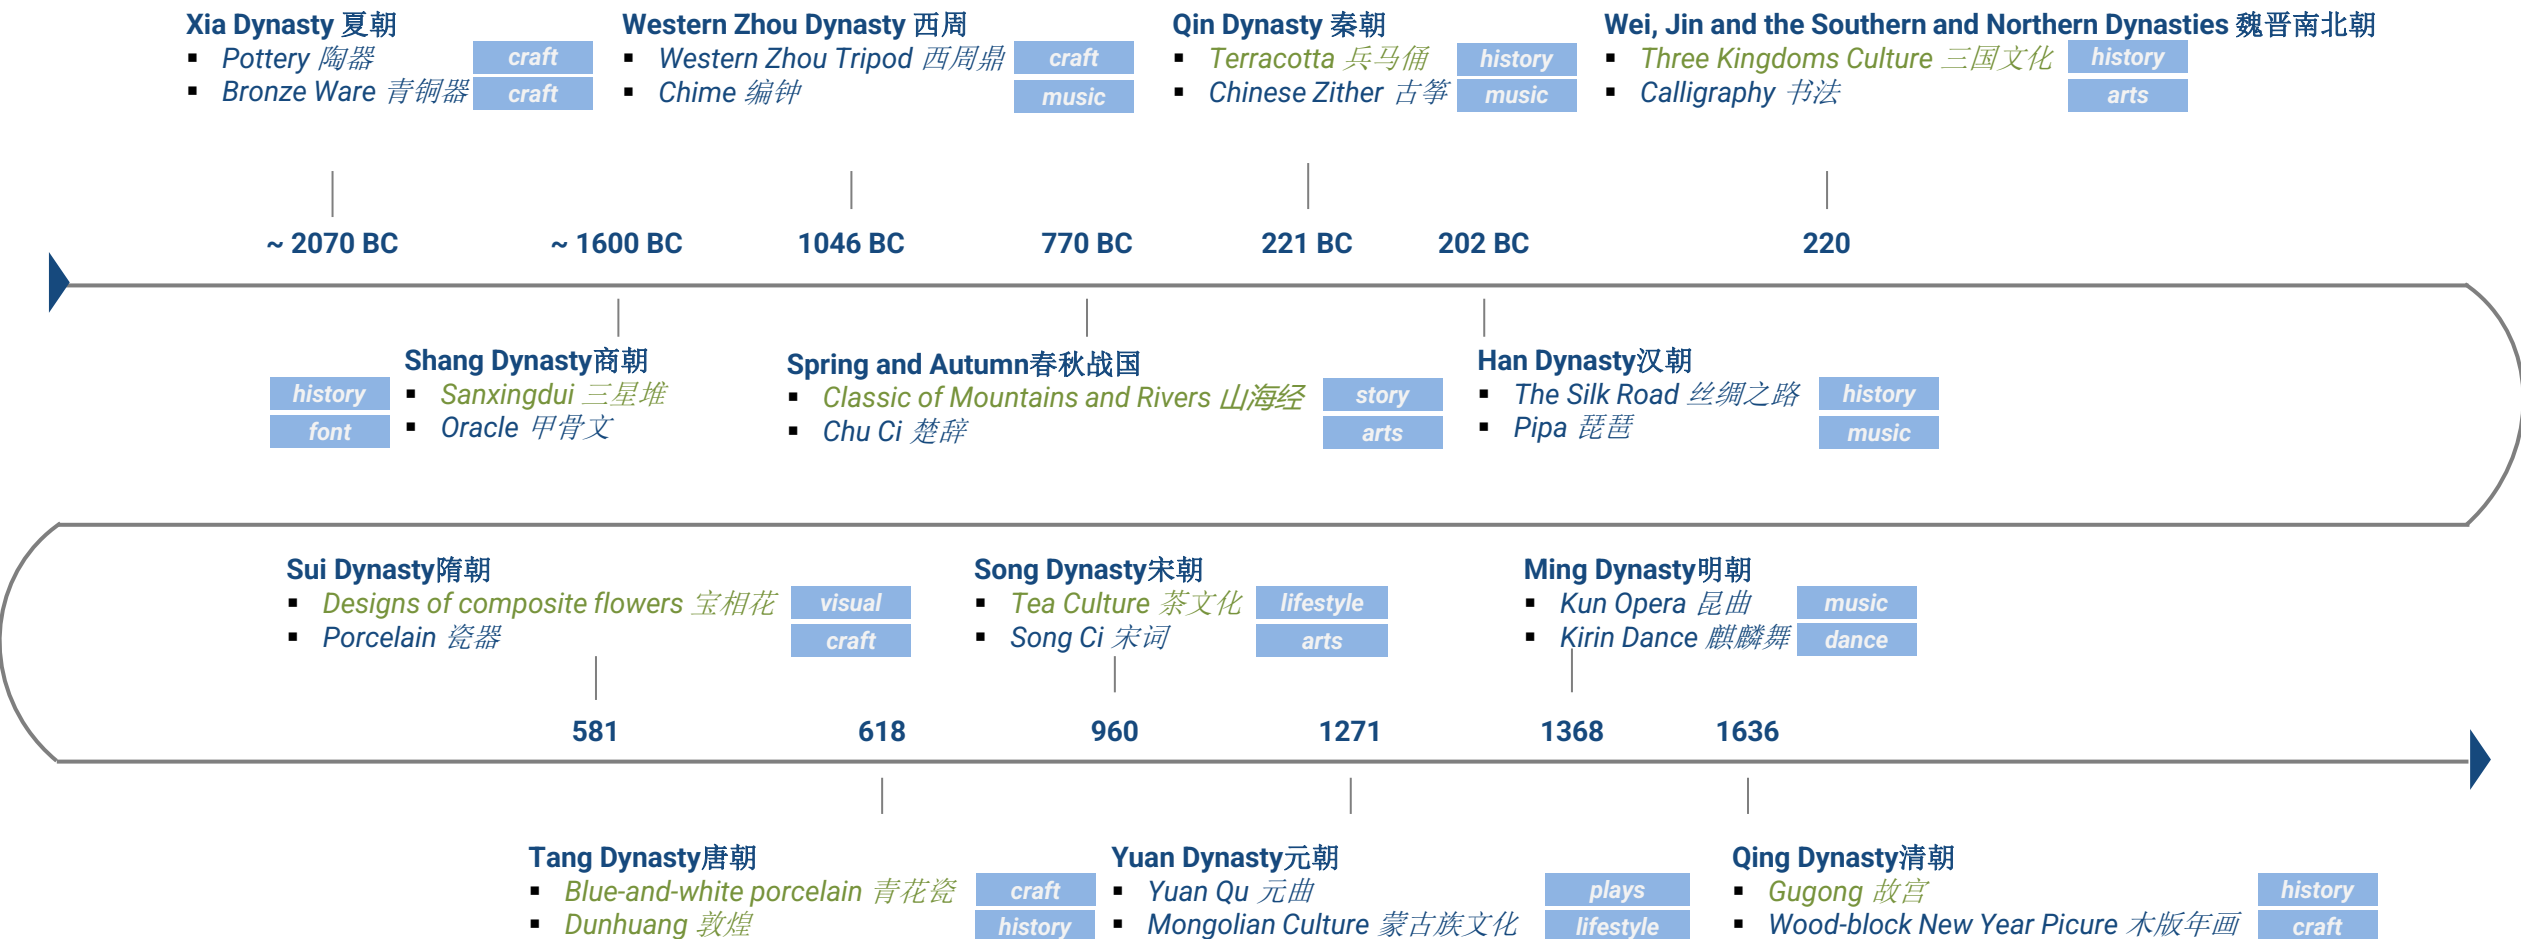 Xia Dynasty 夏朝
▪ Pottery 陶器 craft
▪ Bronze Ware 青铜器 craft
Western Zhou Dynasty 西周
▪ Western Zhou Tripod 西周鼎 craft
▪ Chime 编钟 music
Qin Dynasty 秦朝
▪ Terracotta 兵马俑 history
▪ Chinese Zither 古筝 music
Wei, Jin and the Southern and Northern Dynasties 魏晋南北朝
▪ Three Kingdoms Culture 三国文化 history
▪ Calligraphy 书法 arts
~ 2070 BC ~ 1600 BC 1046 BC 770 BC 221 BC 202 BC 220
Shang Dynasty商朝
history ▪ Sanxingdui 三星堆
font ▪ Oracle 甲骨文
Spring and Autumn春秋战国
▪ Classic of Mountains and Rivers 山海经 story
▪ Chu Ci 楚辞 arts
Han Dynasty汉朝
▪ The Silk Road 丝绸之路 history
▪ Pipa 琵琶 music
Sui Dynasty隋朝
▪ Designs of composite flowers 宝相花 visual
▪ Porcelain 瓷器 craft
Song Dynasty宋朝
▪ Tea Culture 茶文化 lifestyle
▪ Song Ci 宋词 arts
Ming Dynasty明朝
▪ Kun Opera 昆曲 music
▪ Kirin Dance 麒麟舞 dance
581 618 960 1271 1368 1636
Tang Dynasty唐朝
▪ Blue-and-white porcelain 青花瓷 craft
▪ Dunhuang 敦煌 history
Yuan Dynasty元朝
▪ Yuan Qu 元曲 plays
▪ Mongolian Culture 蒙古族文化 lifestyle
Qing Dynasty清朝
▪ Gugong 故宫 history
▪ Wood-block New Year Picure 木版年画 craft